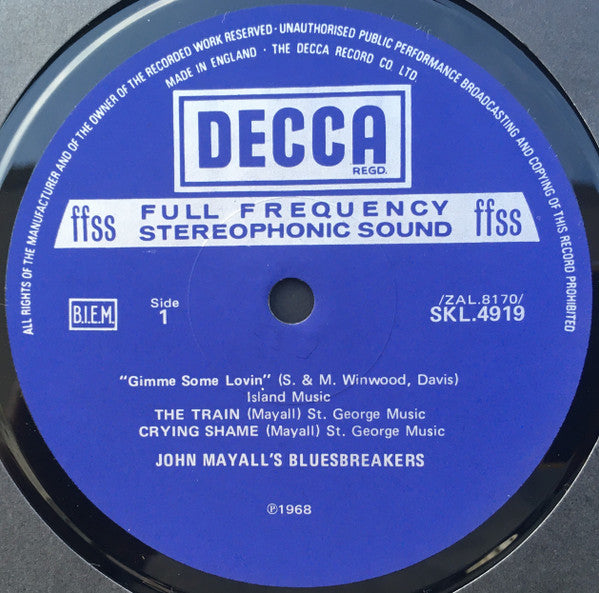 ALL RIGHTS OF THE MANUFACTURER AND OF THE OWNER OF THE RECORDED WORK RESERVED · UNAUTHORISED PUBLIC PERFORMANCE BROADCASTING AND COPYING OF THIS RECORD PROHIBITED
MADE IN ENGLAND · THE DECCA RECORD CO LTD.
DECCA
REGD.
ffss FULL FREQUENCY STEREOPHONIC SOUND ffss
B.I.E.M. Side 1
/ZAL.8170/
SKL.4919
"Gimme Some Lovin" (S. & M. Winwood, Davis)
Island Music
THE TRAIN (Mayall) St. George Music
CRYING SHAME (Mayall) St. George Music
JOHN MAYALL'S BLUESBREAKERS
℗1968